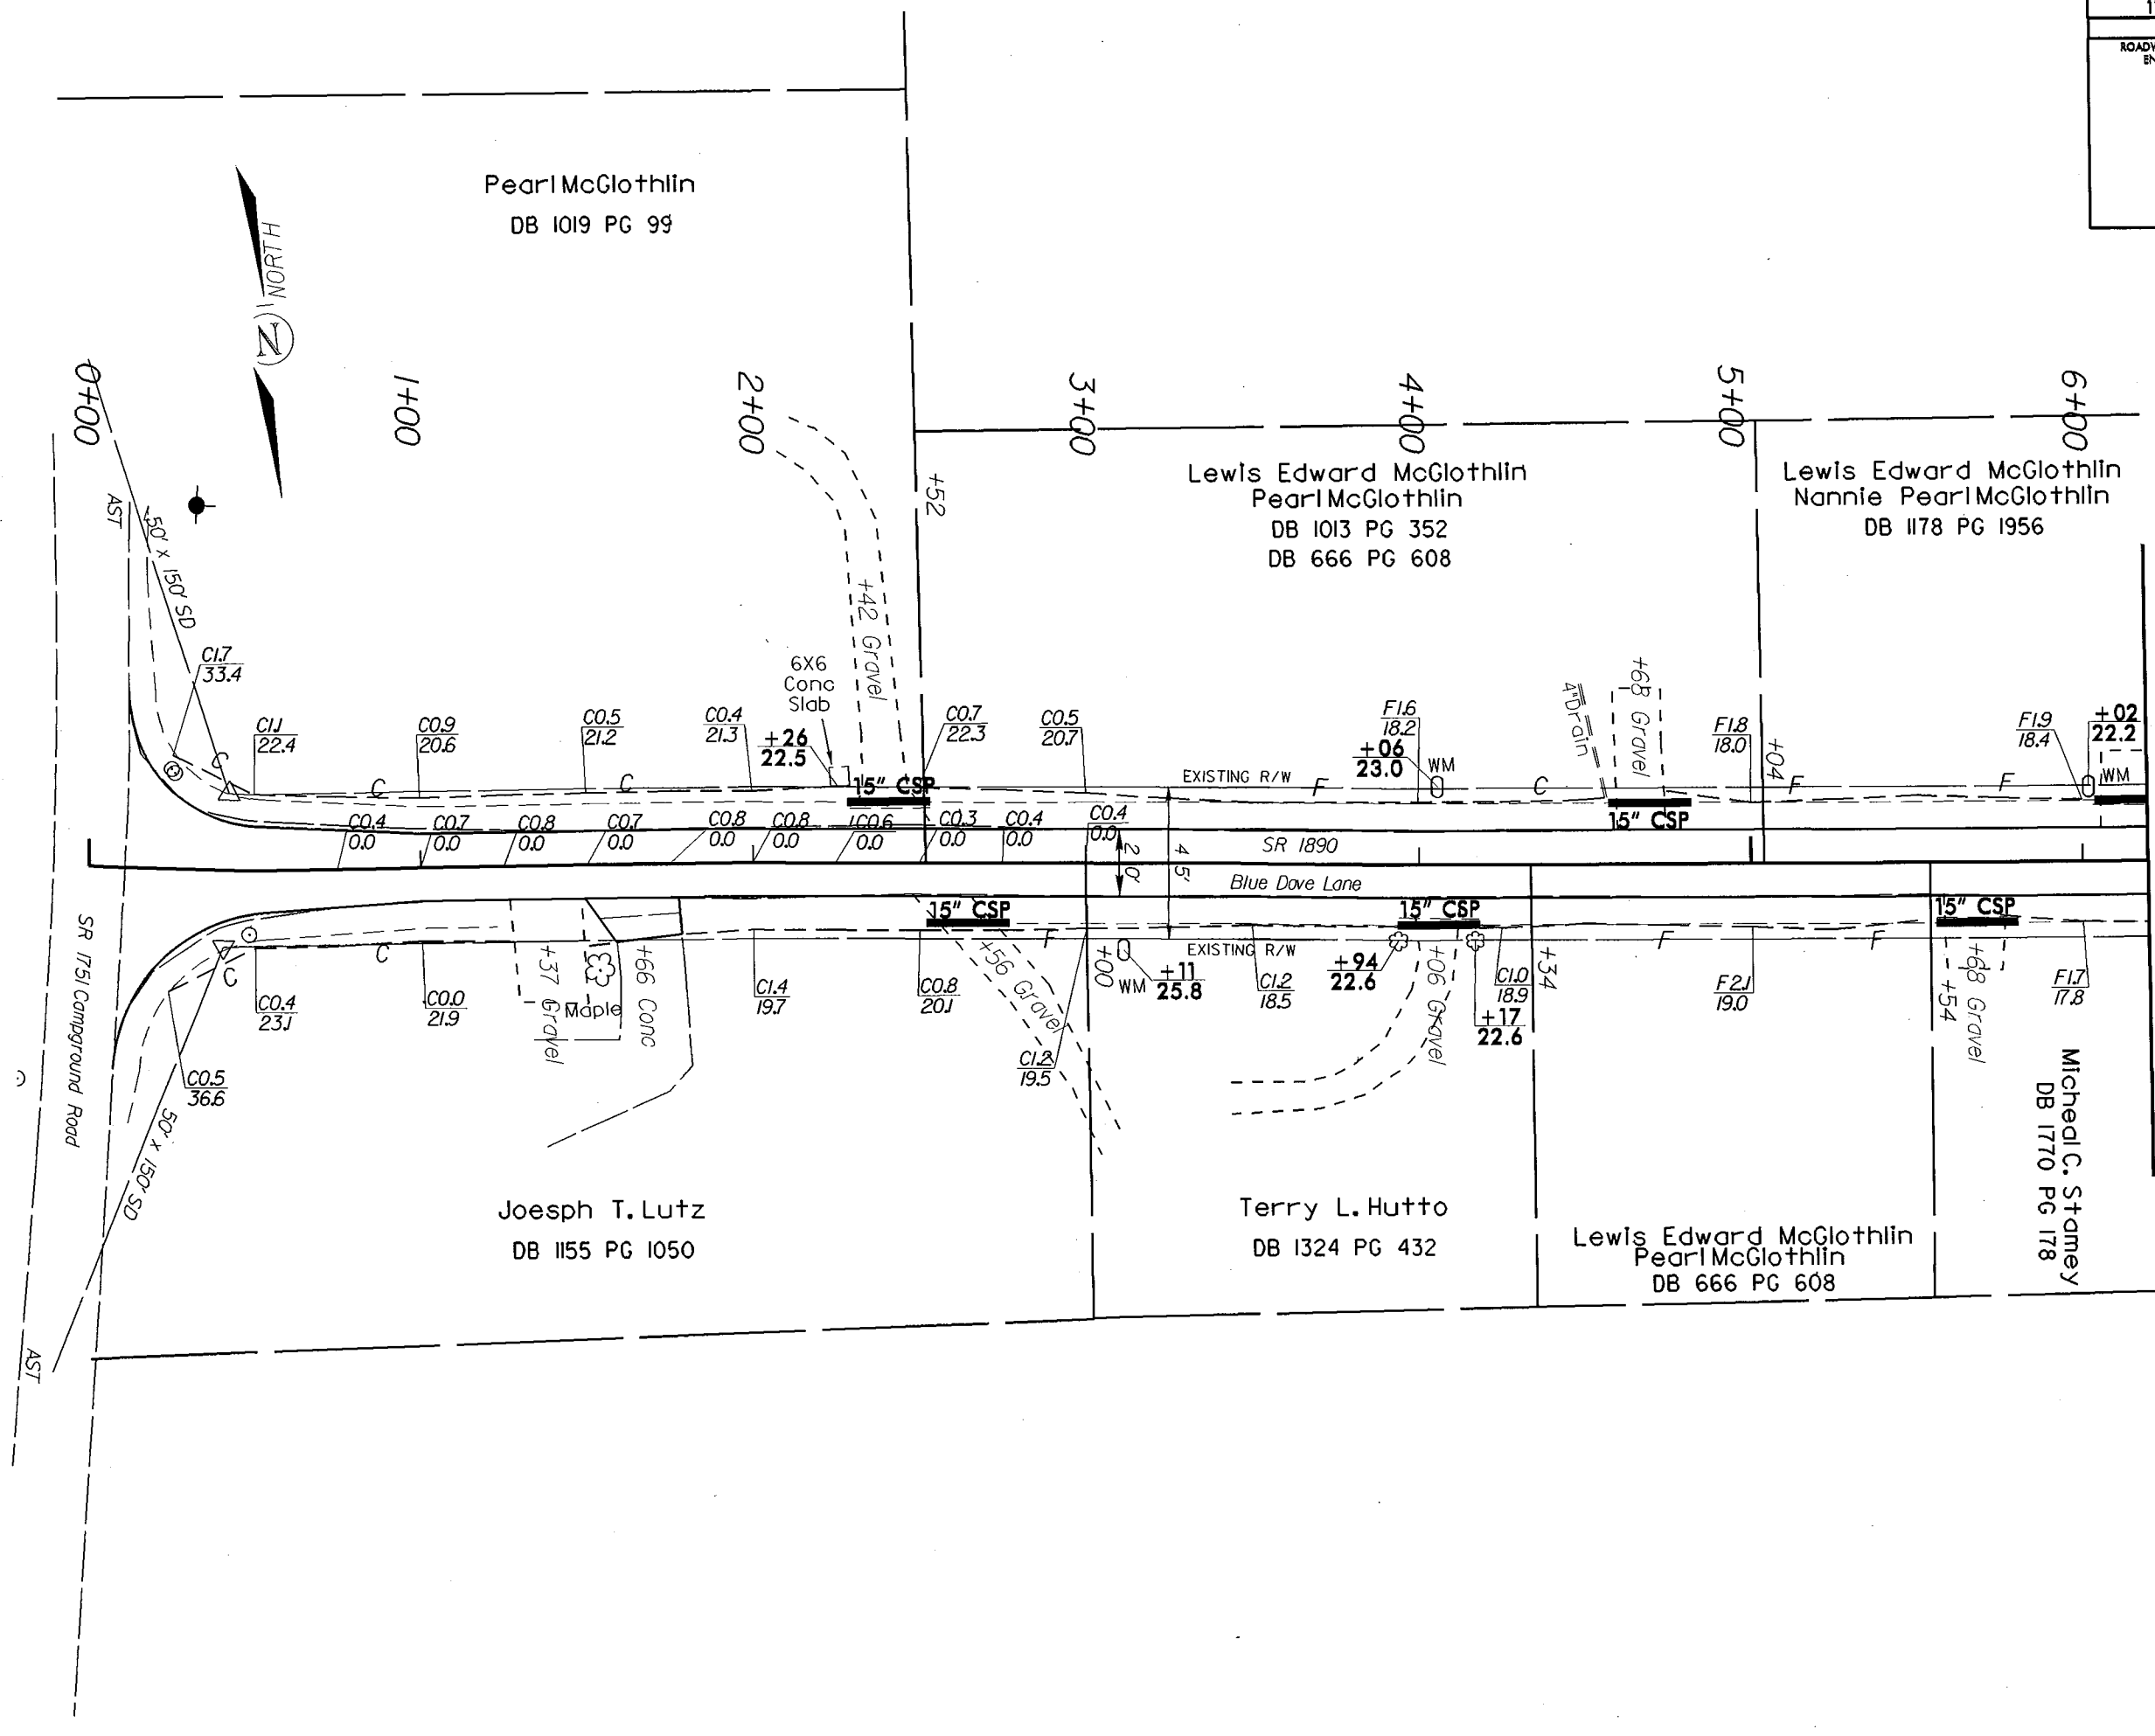 ROADW
EN
Pearl McGlothlin
DB 1019 PG 99
NORTH
N
0+00
1+00
2+00
3+00
4+00
5+00
6+00
Lewis Edward McGlothlin
Pearl McGlothlin
DB 1013 PG 352
DB 666 PG 608
Lewis Edward McGlothlin
Nannie Pearl McGlothlin
DB 1178 PG 1956
+52
AST
50' x 150' SD
+42 Gravel
6X6
Conc
Slab
4" Drain
+68 Gravel
+04
C1.7
33.4
C1.1
22.4
C0.9
20.6
C0.5
21.2
C0.4
21.3
+26
22.5
C0.7
22.3
C0.5
20.7
F1.6
18.2
+06
23.0
WM
F1.8
18.0
F1.9
18.4
+02
22.2
WM
C
C
C
EXISTING R/W
F
C
F
F
15" CSP
15" CSP
C0.4
0.0
C0.7
0.0
C0.8
0.0
C0.7
0.0
C0.8
0.0
C0.8
0.0
C0.6
0.0
C0.3
0.0
C0.4
0.0
C0.4
0.0
20'
45'
SR 1890
Blue Dove Lane
15" CSP
15" CSP
15" CSP
C
C
F
EXISTING R/W
F
F
C0.4
23.1
C0.0
21.9
+37 Gravel
Maple
+66 Conc
C1.4
19.7
C0.8
20.1
+56 Gravel
+00
WM
+11
25.8
C1.2
18.5
+94
22.6
+06 Gravel
C1.0
18.9
+17
22.6
+34
F2.1
19.0
+54
+68 Gravel
F1.7
17.8
C1.2
19.5
C0.5
36.6
50' x 150' SD
SR 1751 Campground Road
AST
Joesph T. Lutz
DB 1155 PG 1050
Terry L. Hutto
DB 1324 PG 432
Lewis Edward McGlothlin
Pearl McGlothlin
DB 666 PG 608
Micheal C. Stamey
DB 1770 PG 178